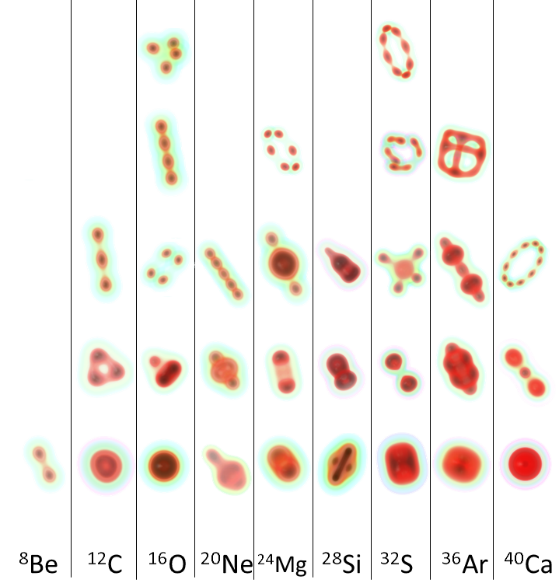 ⁸Be ¹²C ¹⁶O ²⁰Ne ²⁴Mg ²⁸Si ³²S ³⁶Ar ⁴⁰Ca